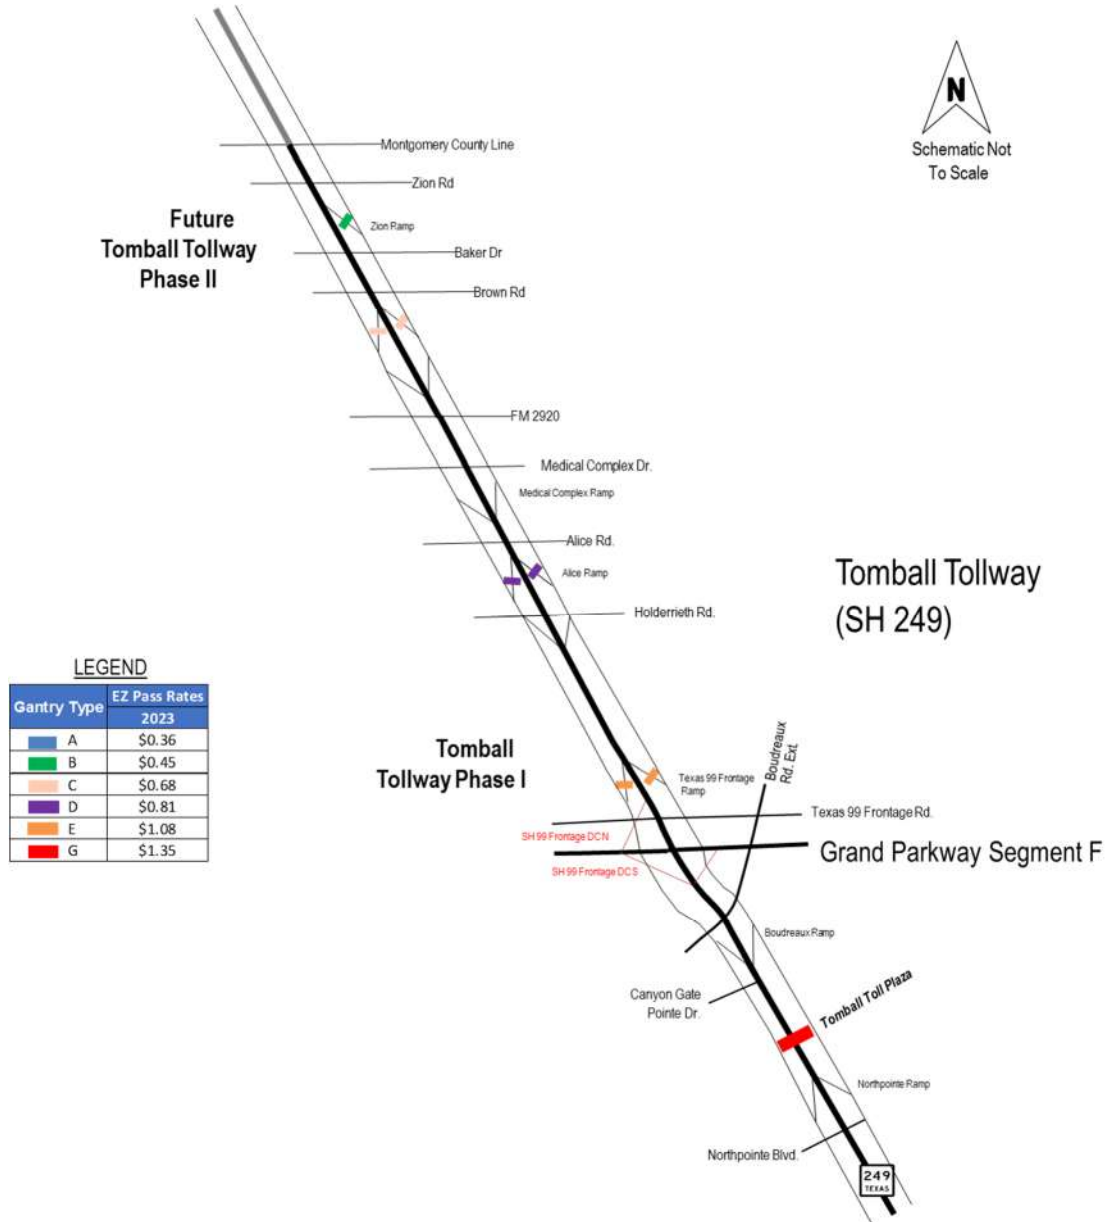 Montgomery County Line
N
Schematic Not
To Scale
Zion Rd
Future
Tomball Tollway
Phase II
Zion Ramp
Baker Dr
Brown Rd
FM 2920
Medical Complex Dr.
Medical Complex Ramp
Alice Rd.
Alice Ramp
Tomball Tollway
(SH 249)
Holderrieth Rd.
LEGEND
Gantry Type EZ Pass Rates
2023
A $0.36
B $0.45
C $0.68
D $0.81
E $1.08
G $1.35
Tomball
Tollway Phase I
Boudreaux
Rd. Ext.
Texas 99 Frontage
Ramp
Texas 99 Frontage Rd.
SH 99 Frontage DCN
Grand Parkway Segment F
SH 99 Frontage DCS
Boudreaux Ramp
Canyon Gate
Pointe Dr.
Tomball Toll Plaza
Northpointe Ramp
Northpointe Blvd.
249
TEXAS